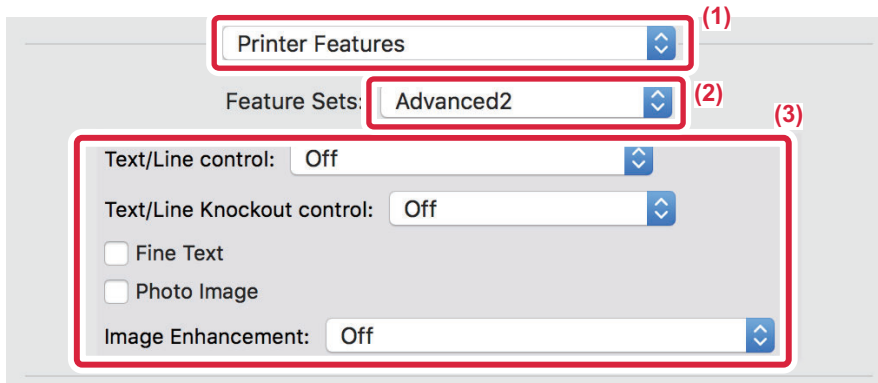 (1)
Printer Features
Feature Sets: Advanced2 (2)
(3)
Text/Line control: Off
Text/Line Knockout control: Off
Fine Text
Photo Image
Image Enhancement: Off